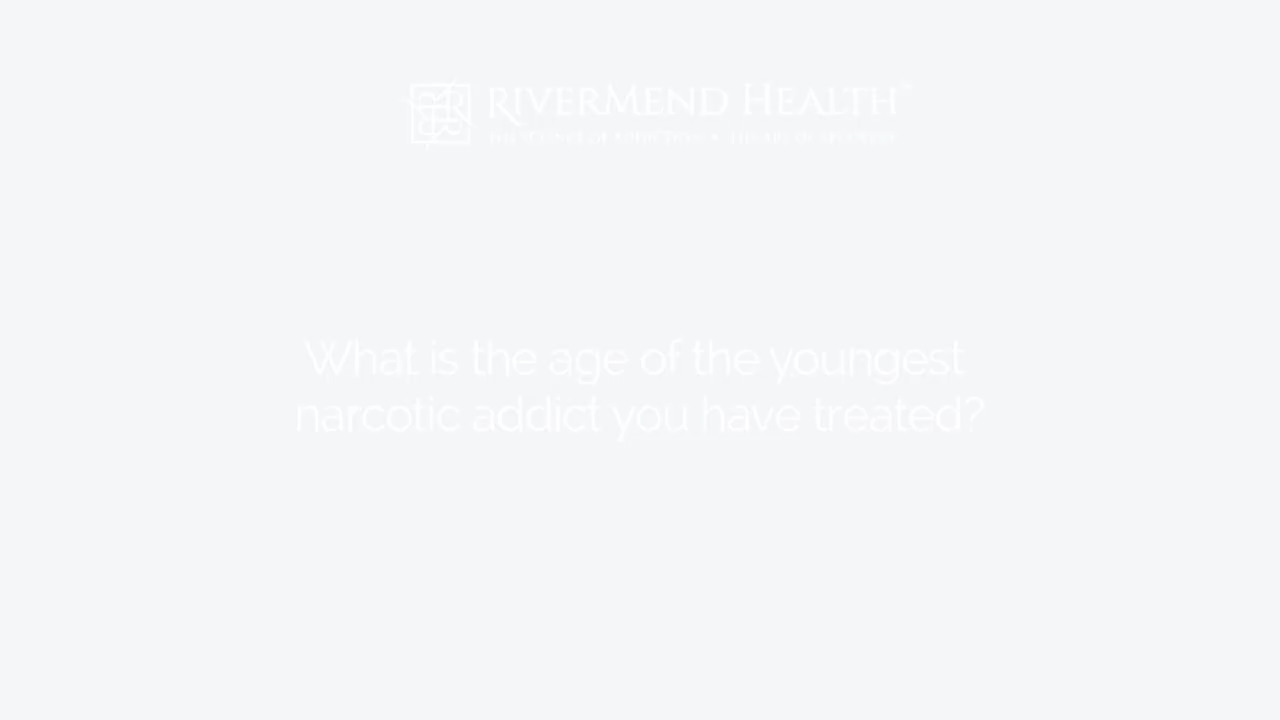 RIVERMEND HEALTH
What is the age of the youngest
narcotic addict you have treated?